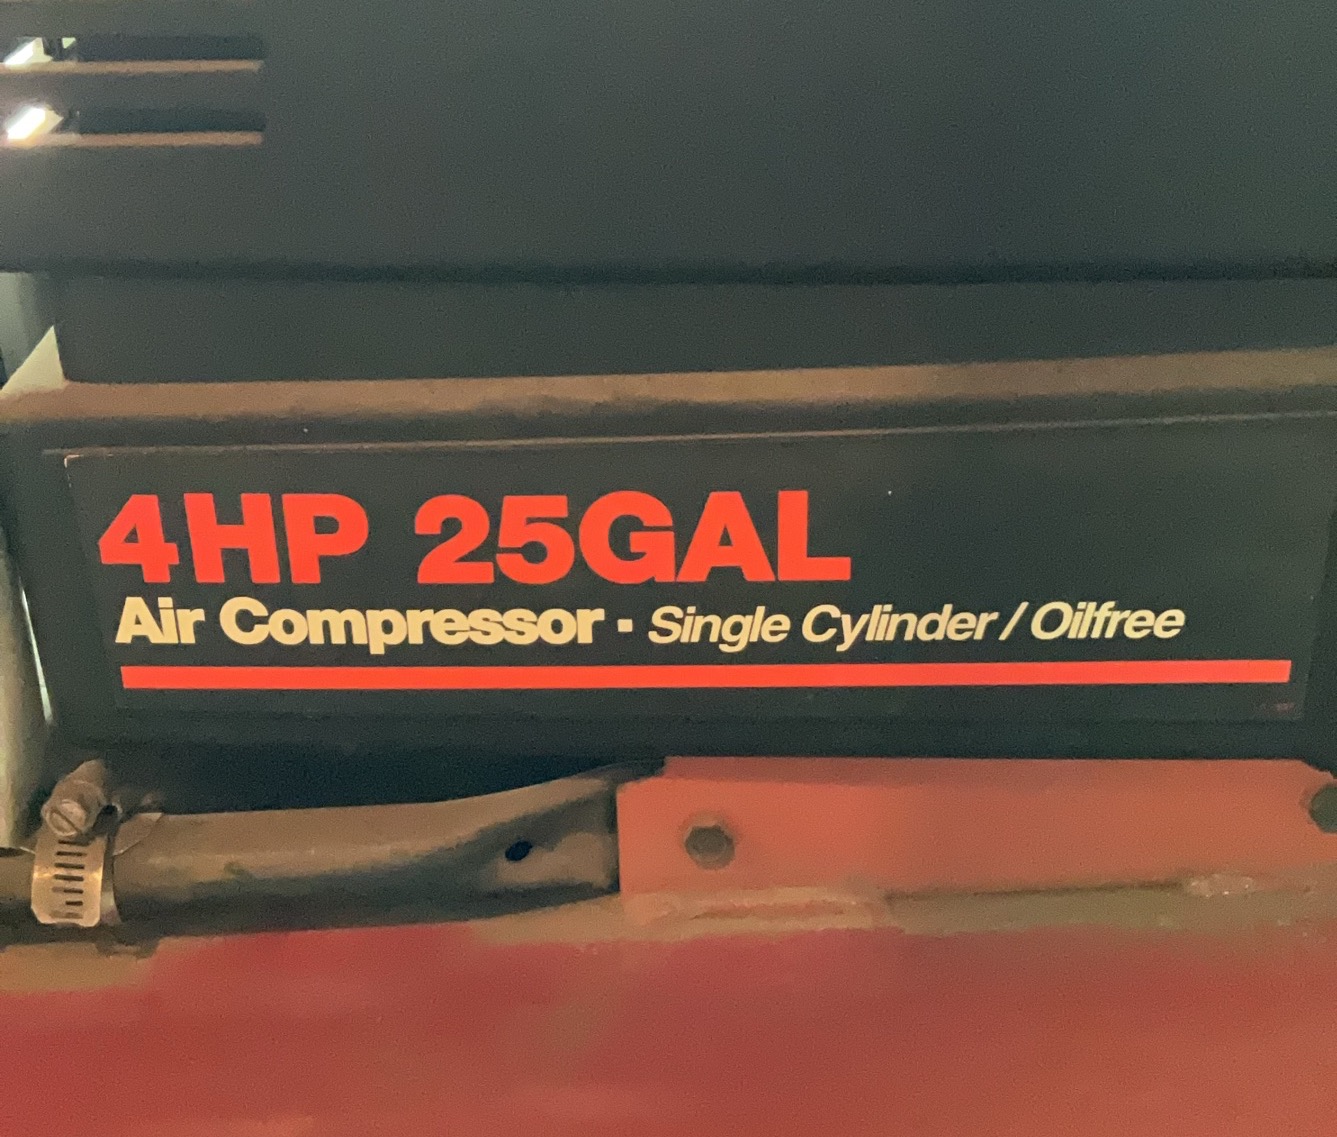 4HP 25GAL
Air Compressor · Single Cylinder / Oilfree